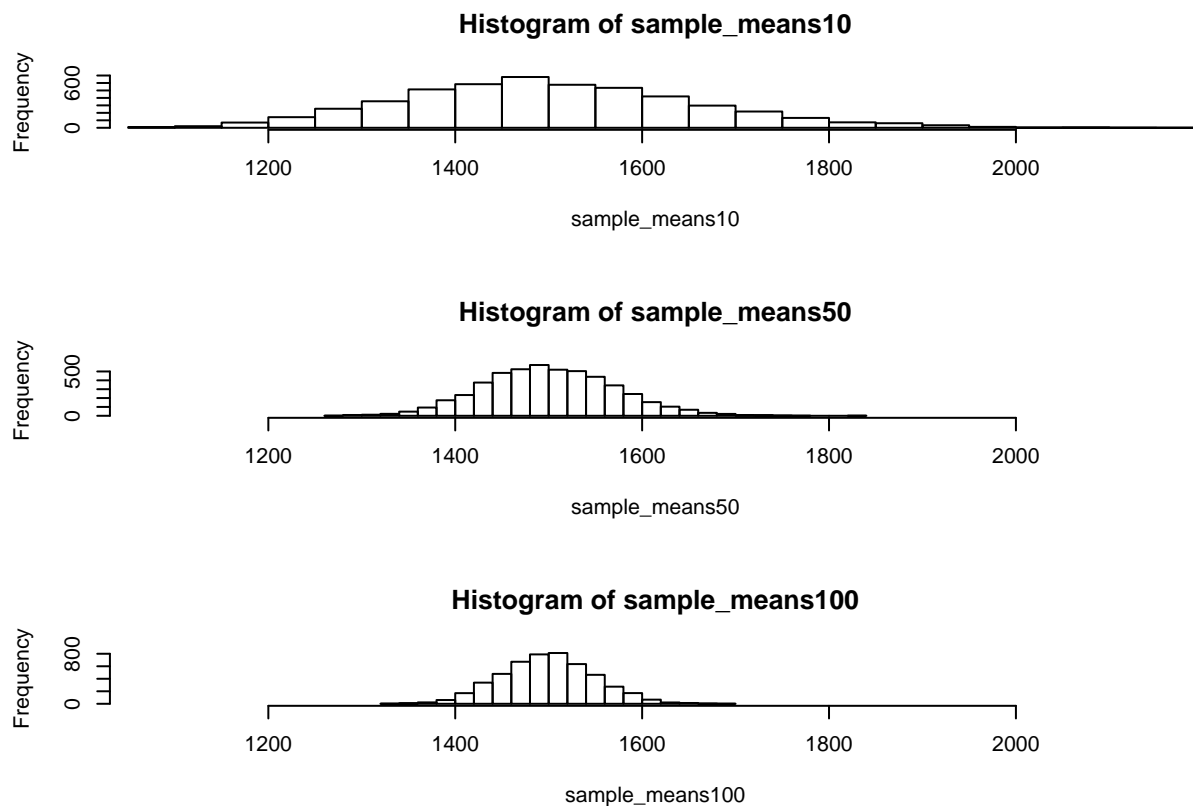 Histogram of sample_means10
Frequency
0 600
1200 1400 1600 1800 2000
sample_means10
Histogram of sample_means50
Frequency
0 500
1200 1400 1600 1800 2000
sample_means50
Histogram of sample_means100
Frequency
0 800
1200 1400 1600 1800 2000
sample_means100